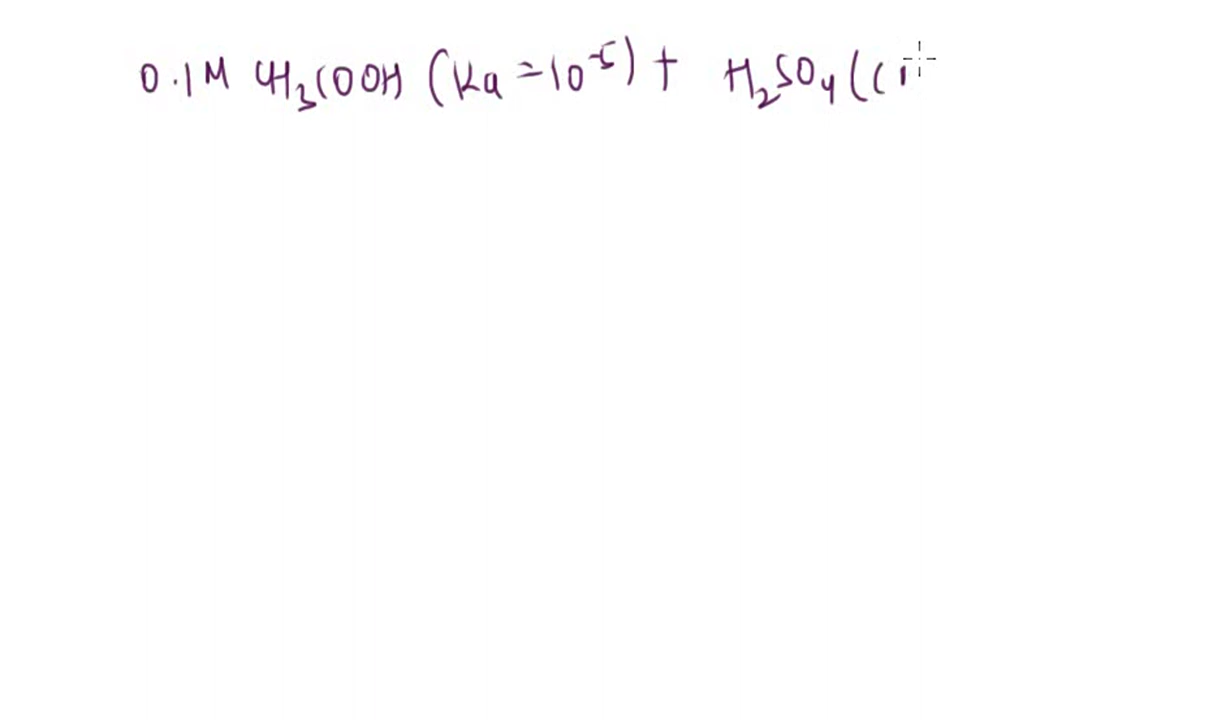 0.1M CH₃COOH (Ka = 10⁻⁵) + H₂SO₄ (